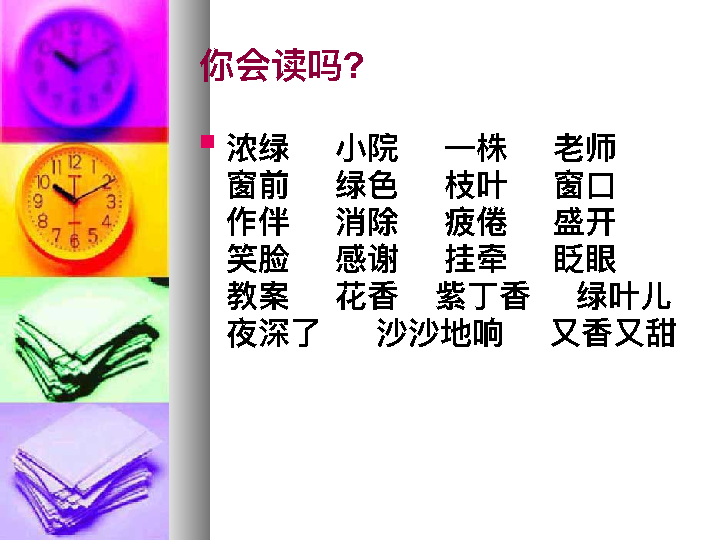 你会读吗?
浓绿 小院 一株 老师
窗前 绿色 枝叶 窗口
作伴 消除 疲倦 盛开
笑脸 感谢 挂牵 眨眼
教案 花香 紫丁香 绿叶儿
夜深了 沙沙地响 又香又甜